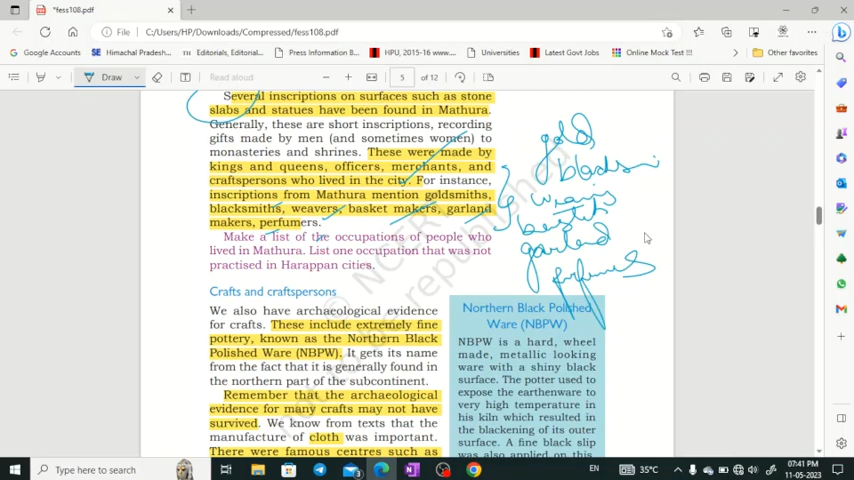 *fess108.pdf
C:/Users/HP/Downloads/Compressed/fess108.pdf
Google Accounts
Himachal Pradesh...
Editorials, Editorial...
Press Information B...
HPU, 2015-16 www....
Universities
Latest Govt Jobs
Online Mock Test!...
Other favorites
Draw
Read aloud
5
of 12
Several inscriptions on surfaces such as stone
slabs and statues have been found in Mathura.
Generally, these are short inscriptions, recording
gifts made by men (and sometimes women) to
monasteries and shrines. These were made by
kings and queens, officers, merchants, and
craftspersons who lived in the city. For instance,
inscriptions from Mathura mention goldsmiths,
blacksmiths, weavers, basket makers, garland
makers, perfumers.
Make a list of the occupations of people who
lived in Mathura. List one occupation that was not
practised in Harappan cities.
gold
Crafts and craftspersons
We also have archaeological evidence
for crafts. These include extremely fine
pottery, known as the Northern Black
Polished Ware (NBPW). It gets its name
from the fact that it is generally found in
the northern part of the subcontinent.
Remember that the archaeological
evidence for many crafts may not have
survived. We know from texts that the
manufacture of cloth was important.
There were famous centres such as
Northern Black Polished
Ware (NBPW)
NBPW is a hard, wheel
made, metallic looking
ware with a shiny black
surface. The potter used to
expose the earthenware to
very high temperature in
his kiln which resulted in
the blackening of its outer
surface. A fine black slip
was also applied on this
© NCERT
not to be republished
Type here to search
EN
35°C
07:41 PM
11-05-2023